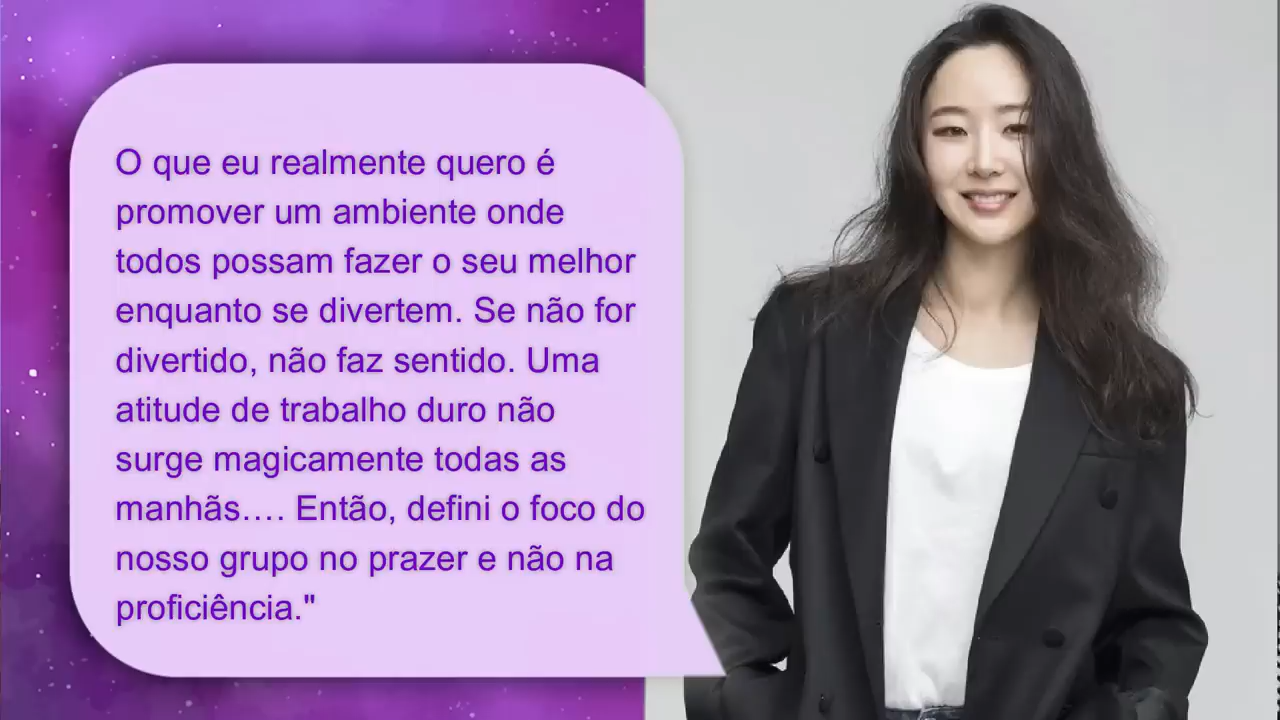 O que eu realmente quero é
promover um ambiente onde
todos possam fazer o seu melhor
enquanto se divertem. Se não for
divertido, não faz sentido. Uma
atitude de trabalho duro não
surge magicamente todas as
manhãs…. Então, defini o foco do
nosso grupo no prazer e não na
proficiência."